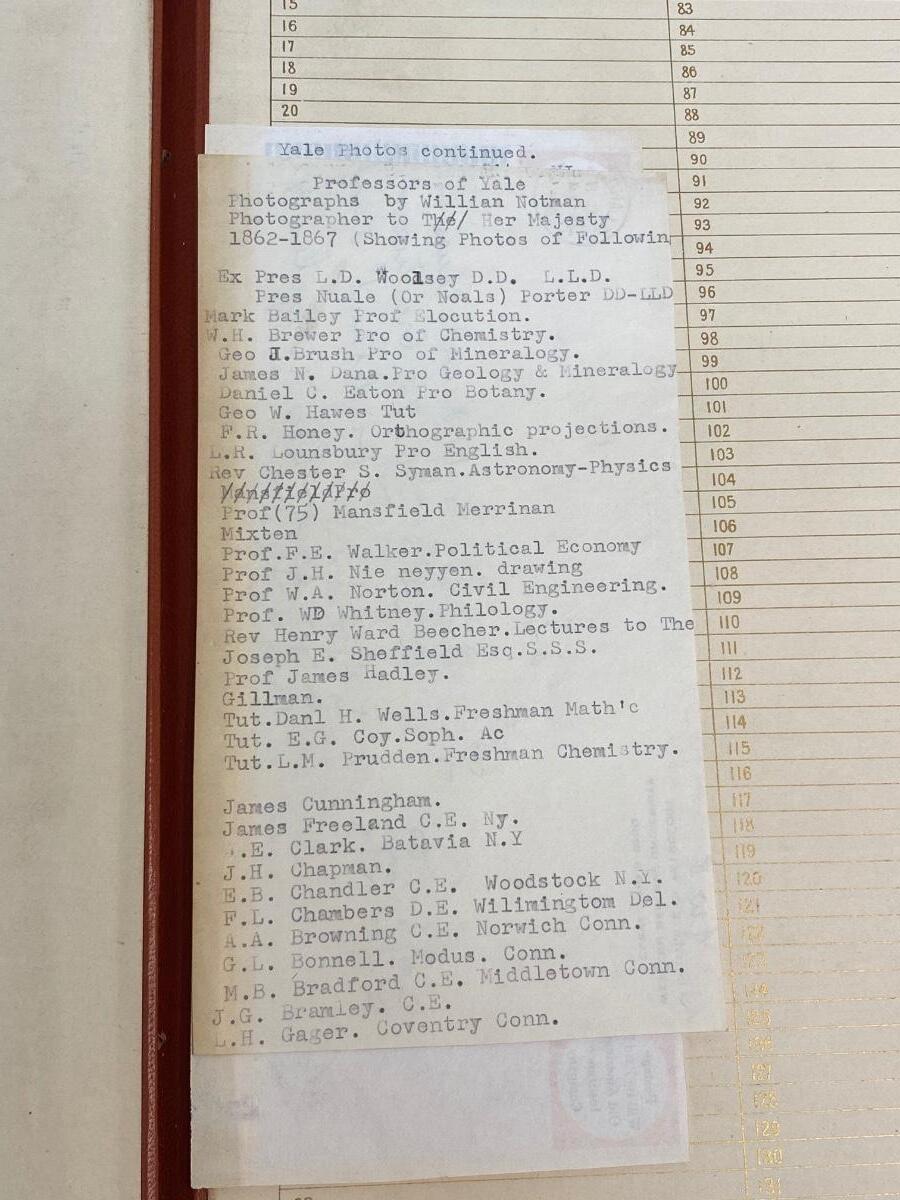 15
16
17
18
19
20
83
84
85
86
87
88
89
90
91
92
93
94
95
96
97
98
99
100
101
102
103
104
105
106
107
108
109
110
111
112
113
114
115
116
117
118
119
120
121
122
123
124
125
126
127
128
129
130
131
Yale Photos continued.
Professors of Yale
Photographs by Willian Notman
Photographer to The/ Her Majesty
1862-1867 (Showing Photos of Followin
Ex Pres L.D. Woolsey D.D. L.L.D.
Pres Nuale (Or Noals) Porter DD-LLD
Mark Bailey Prof Elocution.
W.H. Brewer Pro of Chemistry.
Geo J.Brush Pro of Mineralogy.
James N. Dana.Pro Geology & Mineralogy
Daniel C. Eaton Pro Botany.
Geo W. Hawes Tut
F.R. Honey. Orthographic projections.
L.R. Lounsbury Pro English.
Rev Chester S. Syman.Astronomy-Physics
Prof(75) Mansfield Merrinan
Mixten
Prof.F.E. Walker.Political Economy
Prof J.H. Nie neyyen. drawing
Prof W.A. Norton. Civil Engineering.
Prof. WD Whitney.Philology.
Rev Henry Ward Beecher.Lectures to The
Joseph E. Sheffield Esq.S.S.S.
Prof James Hadley.
Gillman.
Tut.Danl H. Wells.Freshman Math'c
Tut. E.G. Coy.Soph. Ac
Tut.L.M. Prudden.Freshman Chemistry.
James Cunningham.
James Freeland C.E. Ny.
.E. Clark. Batavia N.Y
J.H. Chapman.
E.B. Chandler C.E. Woodstock N.Y.
F.L. Chambers D.E. Wilimingtom Del.
A.A. Browning C.E. Norwich Conn.
G.L. Bonnell. Modus. Conn.
M.B. Bradford C.E. Middletown Conn.
J.G. Bramley. C.E.
L.H. Gager. Coventry Conn.